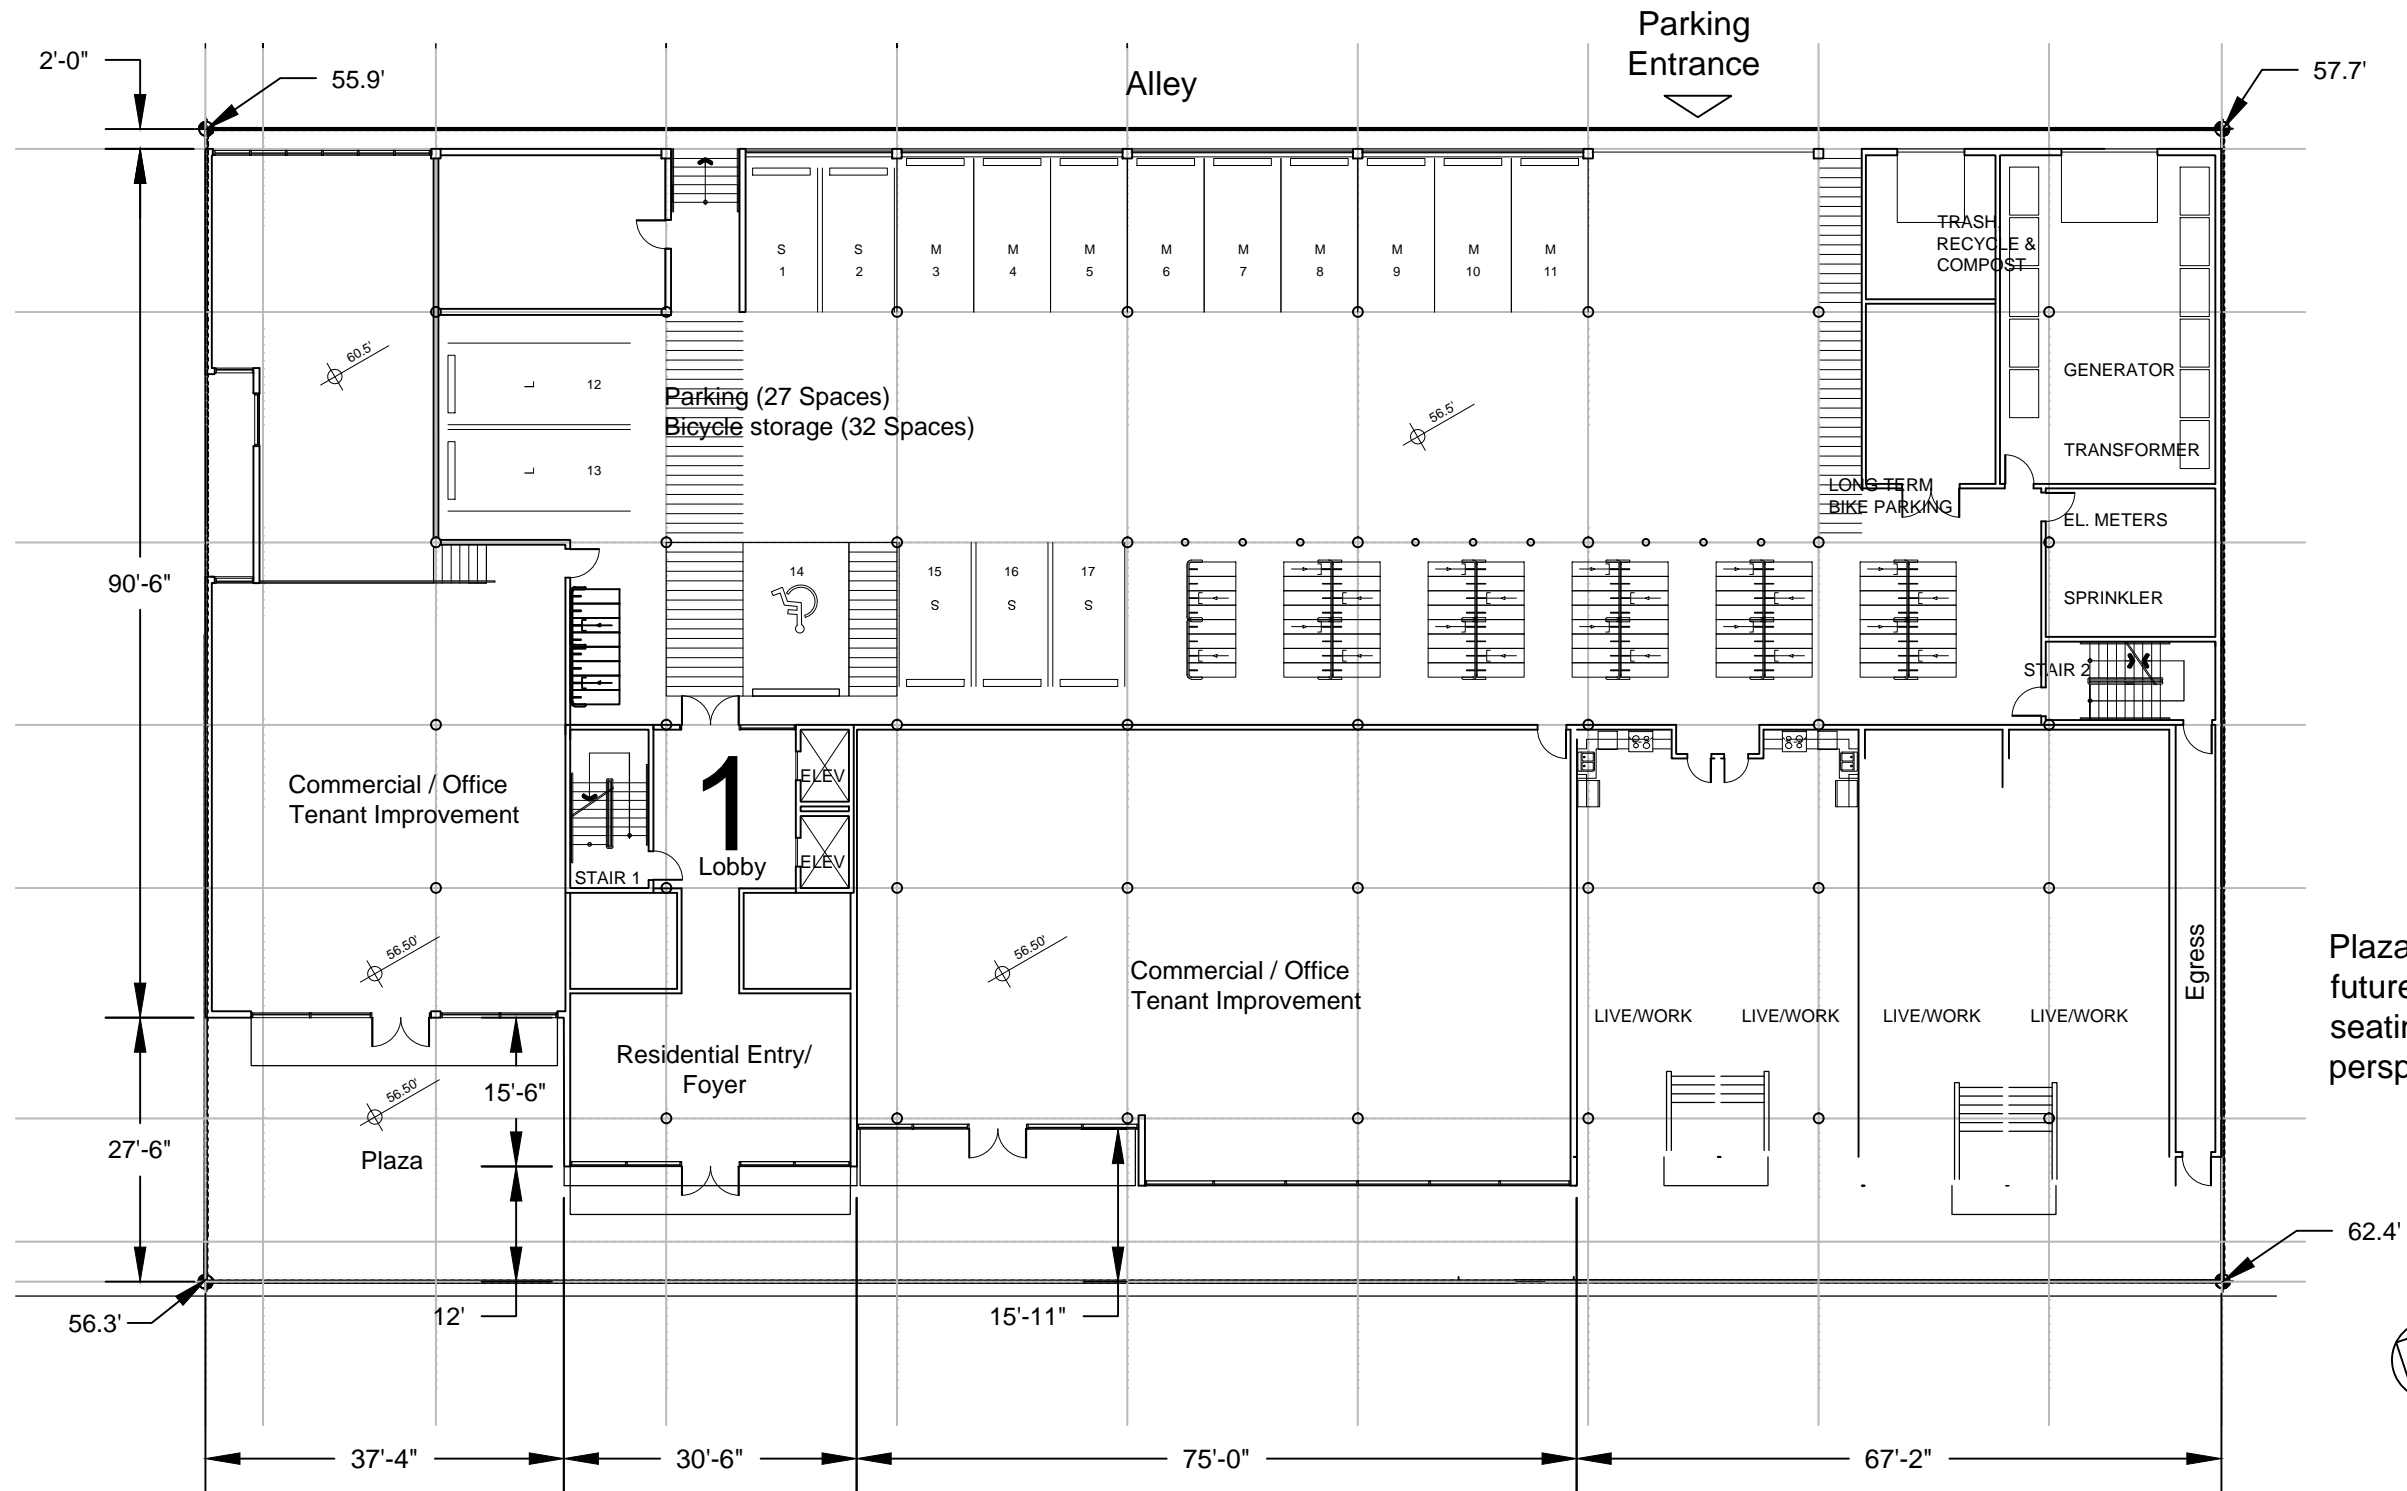 Parking
Entrance
2'-0"
55.9'
Alley
57.7'
S
1
S
2
M
3
M
4
M
5
M
6
M
7
M
8
M
9
M
10
M
11
TRASH,
RECYCLE &
COMPOST
60.5'
L
12
L
13
Parking (27 Spaces)
Bicycle storage (32 Spaces)
56.5'
GENERATOR
TRANSFORMER
LONG TERM
BIKE PARKING
EL. METERS
SPRINKLER
STAIR 2
90'-6"
14
15
S
16
S
17
S
Commercial / Office
Tenant Improvement
ELEV
1
Lobby
ELEV
STAIR 1
56.50'
56.50'
Commercial / Office
Tenant Improvement
LIVE/WORK
LIVE/WORK
LIVE/WORK
LIVE/WORK
Egress
Plaza
future
seatin
persp
Residential Entry/
Foyer
56.50'
15'-6"
27'-6"
Plaza
62.4'
56.3'
12'
15'-11"
37'-4"
30'-6"
75'-0"
67'-2"